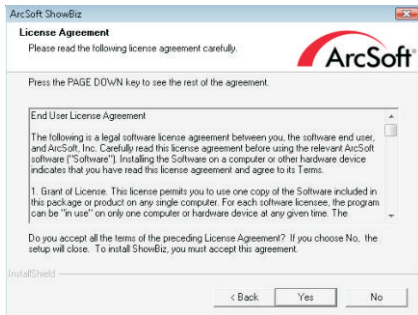 ArcSoft ShowBiz
License Agreement
Please read the following license agreement carefully.
ArcSoft
Press the PAGE DOWN key to see the rest of the agreement.
End User License Agreement
The following is a legal software license agreement between you, the software end user,
and ArcSoft, Inc. Carefully read this license agreement before using the relevant ArcSoft
software ("Software"). Installing the Software on a computer or other hardware device
indicates that you have read this license agreement and agree to its Terms.
1. Grant of License. This license permits you to use one copy of the Software included in
this package or product on any single computer. For each software licensee, the program
can be "in use" on only one computer or hardware device at any given time. The
Do you accept all the terms of the preceding License Agreement? If you choose No, the
setup will close. To install ShowBiz, you must accept this agreement.
InstallShield
< Back Yes No